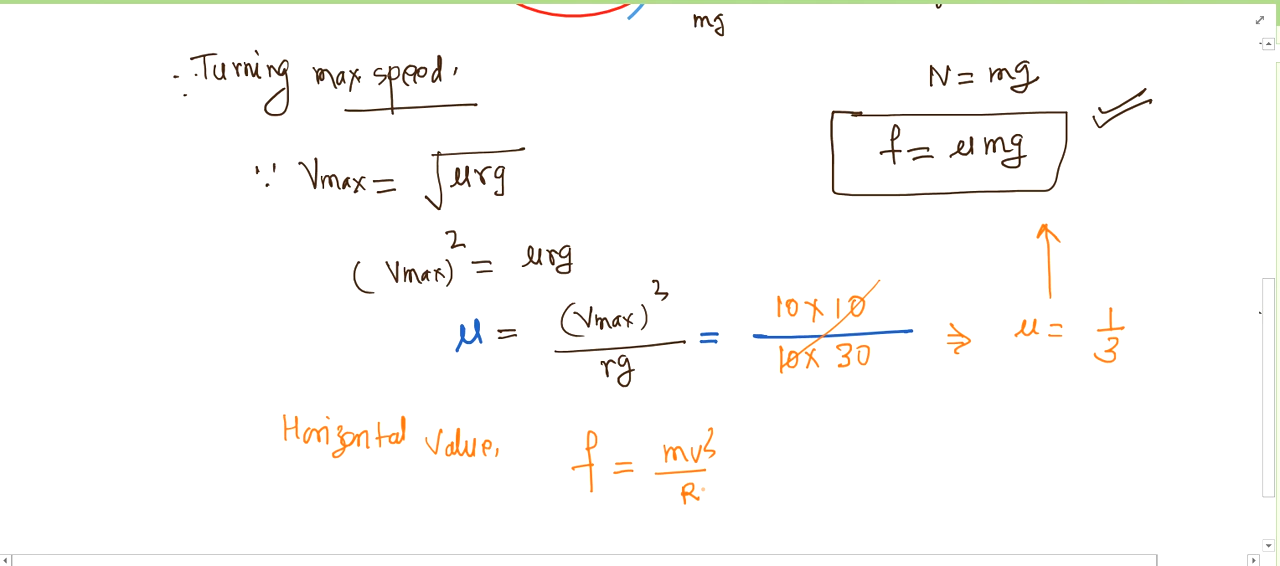 mg
∴ Turning max speed,
N = mg
f = μmg
∵ Vmax = √μrg
(Vmax)² = μrg
μ = (Vmax)³ / rg = 10 x 10 / 10 x 30 ⇒ μ = 1/3
Horizontal value, f = mv³ / R